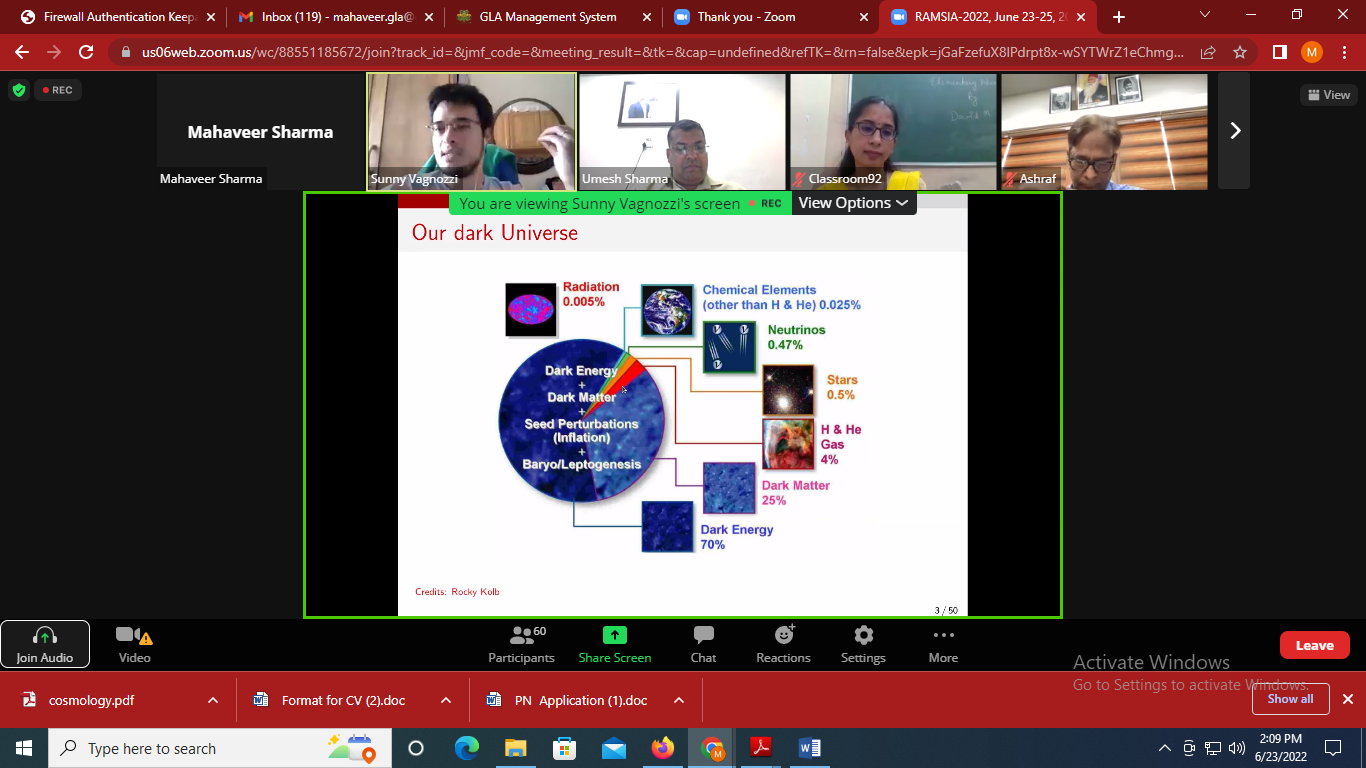 Firewall Authentication Keep
Inbox (119) - mahaveer.gla@
GLA Management System
Thank you - Zoom
RAMSIA-2022, June 23-25, 2
us06web.zoom.us/wc/88551185672/join?track_id=&jmf_code=&meeting_result=&tk=&cap=undefined&refTK=&rn=false&epk=jGaFzefuX8lPdrpt8x-wSYTWrZ1eChmg...
M
REC
Mahaveer Sharma
Mahaveer Sharma
Sunny Vagnozzi
Umesh Sharma
Classroom92
Ashraf
View
You are viewing Sunny Vagnozzi's screen
REC
View Options
Our dark Universe
Radiation
0.005%
Chemical Elements
(other than H & He) 0.025%
Neutrinos
0.47%
Stars
0.5%
H & He
Gas
4%
Dark Matter
25%
Dark Energy
70%
Dark Energy
+
Dark Matter
+
Seed Perturbations
(Inflation)
+
Baryo/Leptogenesis
Credits: Rocky Kolb
3 / 50
Join Audio
Video
Participants
60
Share Screen
Chat
Reactions
Settings
More
Leave
Activate Windows
Go to Settings to activate Windows.
cosmology.pdf
Format for CV (2).doc
PN Application (1).doc
Show all
Type here to search
2:09 PM
6/23/2022